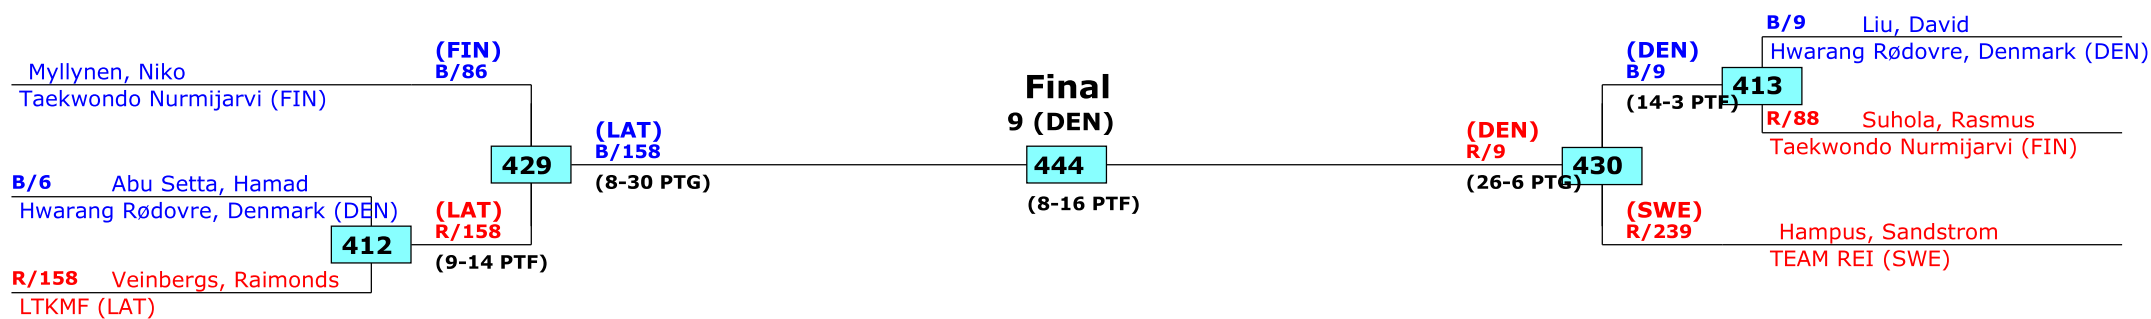 (FIN)
B/86
Myllynen, Niko
Taekwondo Nurmijarvi (FIN)
429
(LAT)
B/158
(8-30 PTG)
B/6
Abu Setta, Hamad
Hwarang Rødovre, Denmark (DEN)
412
(LAT)
R/158
(9-14 PTF)
R/158
Veinbergs, Raimonds
LTKMF (LAT)
Final
9 (DEN)
444
(8-16 PTF)
(DEN)
R/9
(26-6 PTG)
430
(DEN)
B/9
(14-3 PTF)
413
B/9
Liu, David
Hwarang Rødovre, Denmark (DEN)
R/88
Suhola, Rasmus
Taekwondo Nurmijarvi (FIN)
(SWE)
R/239
Hampus, Sandstrom
TEAM REI (SWE)